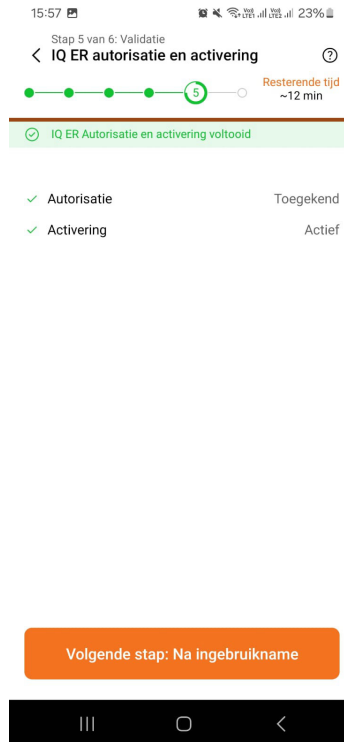 15:57 23%
Stap 5 van 6: Validatie
IQ ER autorisatie en activering
Resterende tijd
5
~12 min
IQ ER Autorisatie en activering voltooid
Autorisatie Toegekend
Activering Actief
Volgende stap: Na ingebruikname